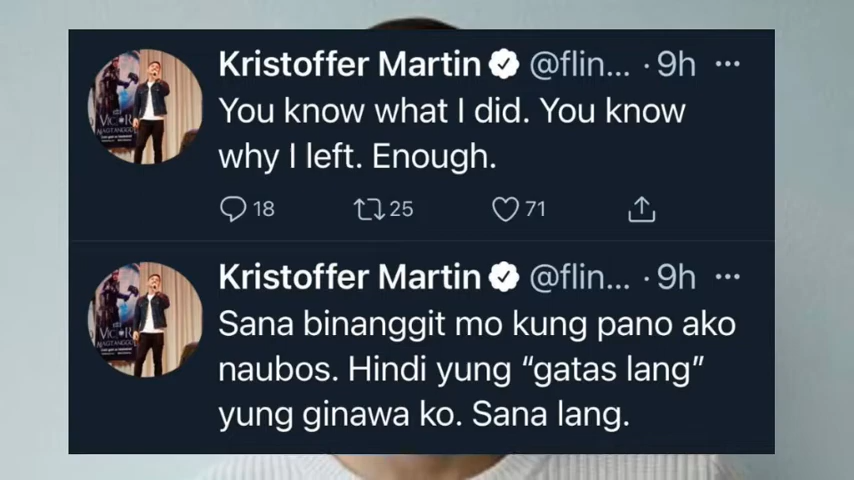 Kristoffer Martin @flin... · 9h ···
You know what I did. You know
why I left. Enough.
18 25 71
Kristoffer Martin @flin... · 9h ···
Sana binanggit mo kung pano ako
naubos. Hindi yung “gatas lang”
yung ginawa ko. Sana lang.